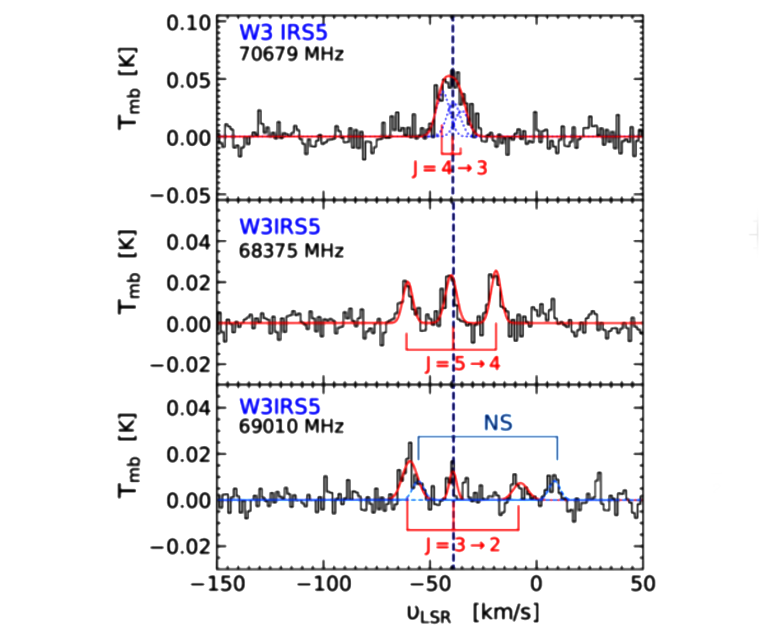 0.10
W3 IRS5
70679 MHz
0.05
T_mb [K]
0.00
J = 4 → 3
−0.05
W3IRS5
68375 MHz
0.04
0.02
T_mb [K]
0.00
J = 5 → 4
−0.02
W3IRS5
69010 MHz
NS
0.04
0.02
T_mb [K]
0.00
J = 3 → 2
−0.02
−150 −100 −50 0 50
υ_LSR [km/s]